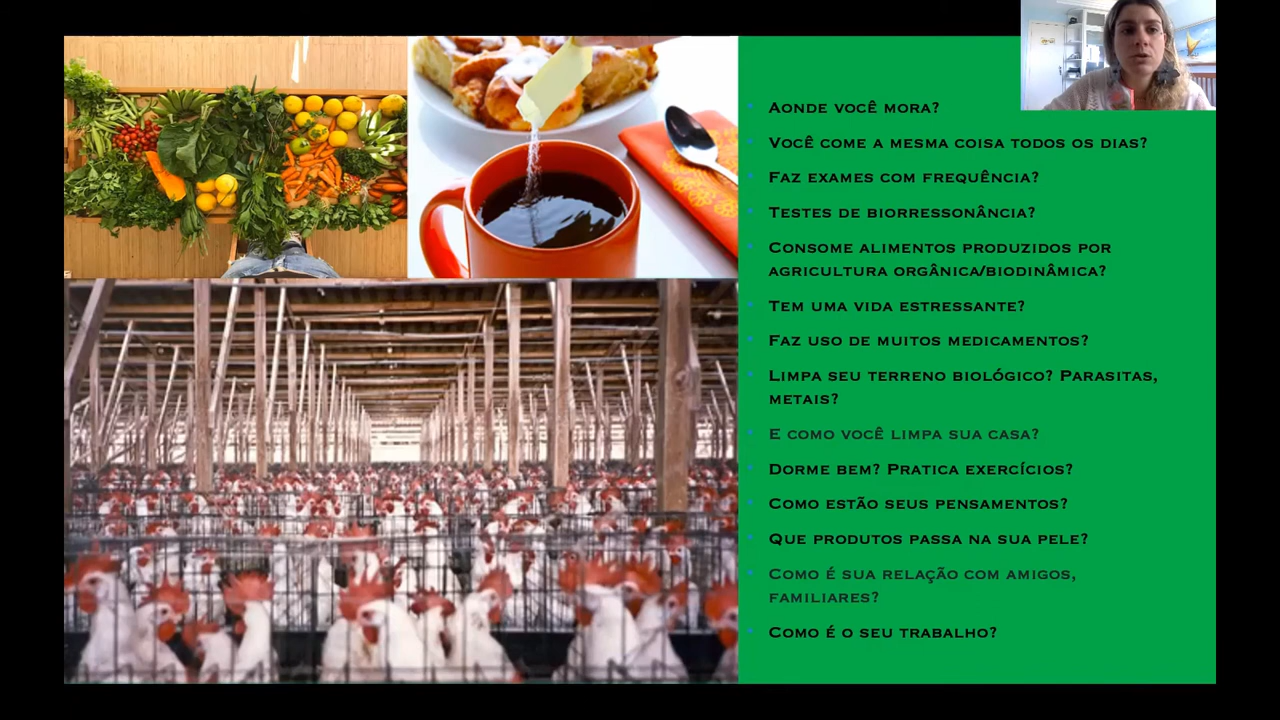 Aonde você mora?
Você come a mesma coisa todos os dias?
Faz exames com frequência?
Testes de biorressonância?
Consome alimentos produzidos por
agricultura orgânica/biodinâmica?
Tem uma vida estressante?
Faz uso de muitos medicamentos?
Limpa seu terreno biológico? Parasitas,
metais?
E como você limpa sua casa?
Dorme bem? Pratica exercícios?
Como estão seus pensamentos?
Que produtos passa na sua pele?
Como é sua relação com amigos,
familiares?
Como é o seu trabalho?